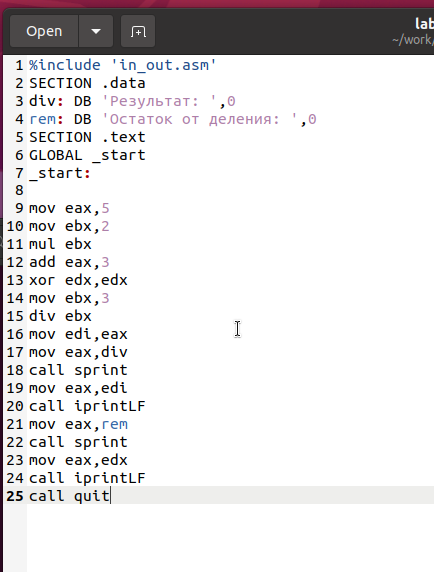 Open
lab
~/work/
1 %include 'in_out.asm'
2 SECTION .data
3 div: DB 'Результат: ',0
4 rem: DB 'Остаток от деления: ',0
5 SECTION .text
6 GLOBAL _start
7 _start:
8
9 mov eax,5
10 mov ebx,2
11 mul ebx
12 add eax,3
13 xor edx,edx
14 mov ebx,3
15 div ebx
16 mov edi,eax
17 mov eax,div
18 call sprint
19 mov eax,edi
20 call iprintLF
21 mov eax,rem
22 call sprint
23 mov eax,edx
24 call iprintLF
25 call quit